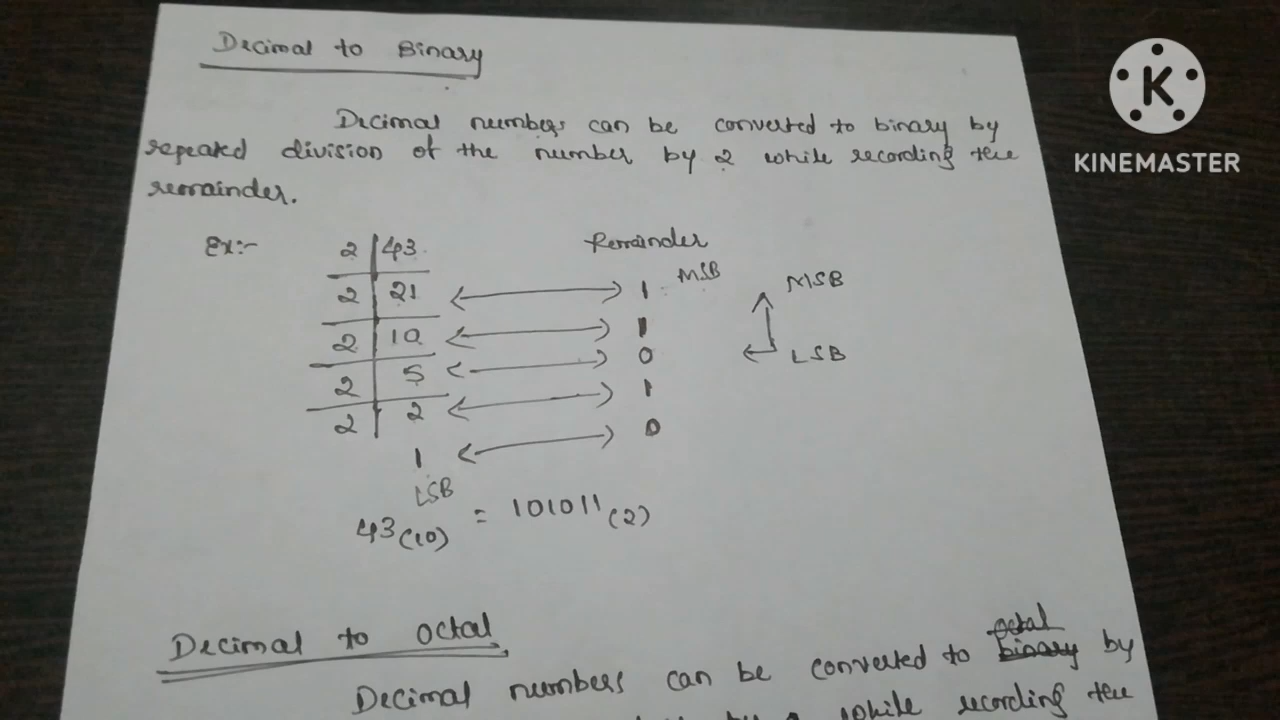 Decimal to Binary
K
KINEMASTER
Decimal numbers can be converted to binary by
repeated division of the number by 2 while recording the
remainder.
Ex:- 2 43 Remainder
2 21 1 MSB MSB
2 10 1
2 5 0 LSB
2 2 1
1 0
LSB
43(10) = 101011(2)
Decimal to octal
octal
Decimal numbers can be converted to binary by
by 2 while recording the